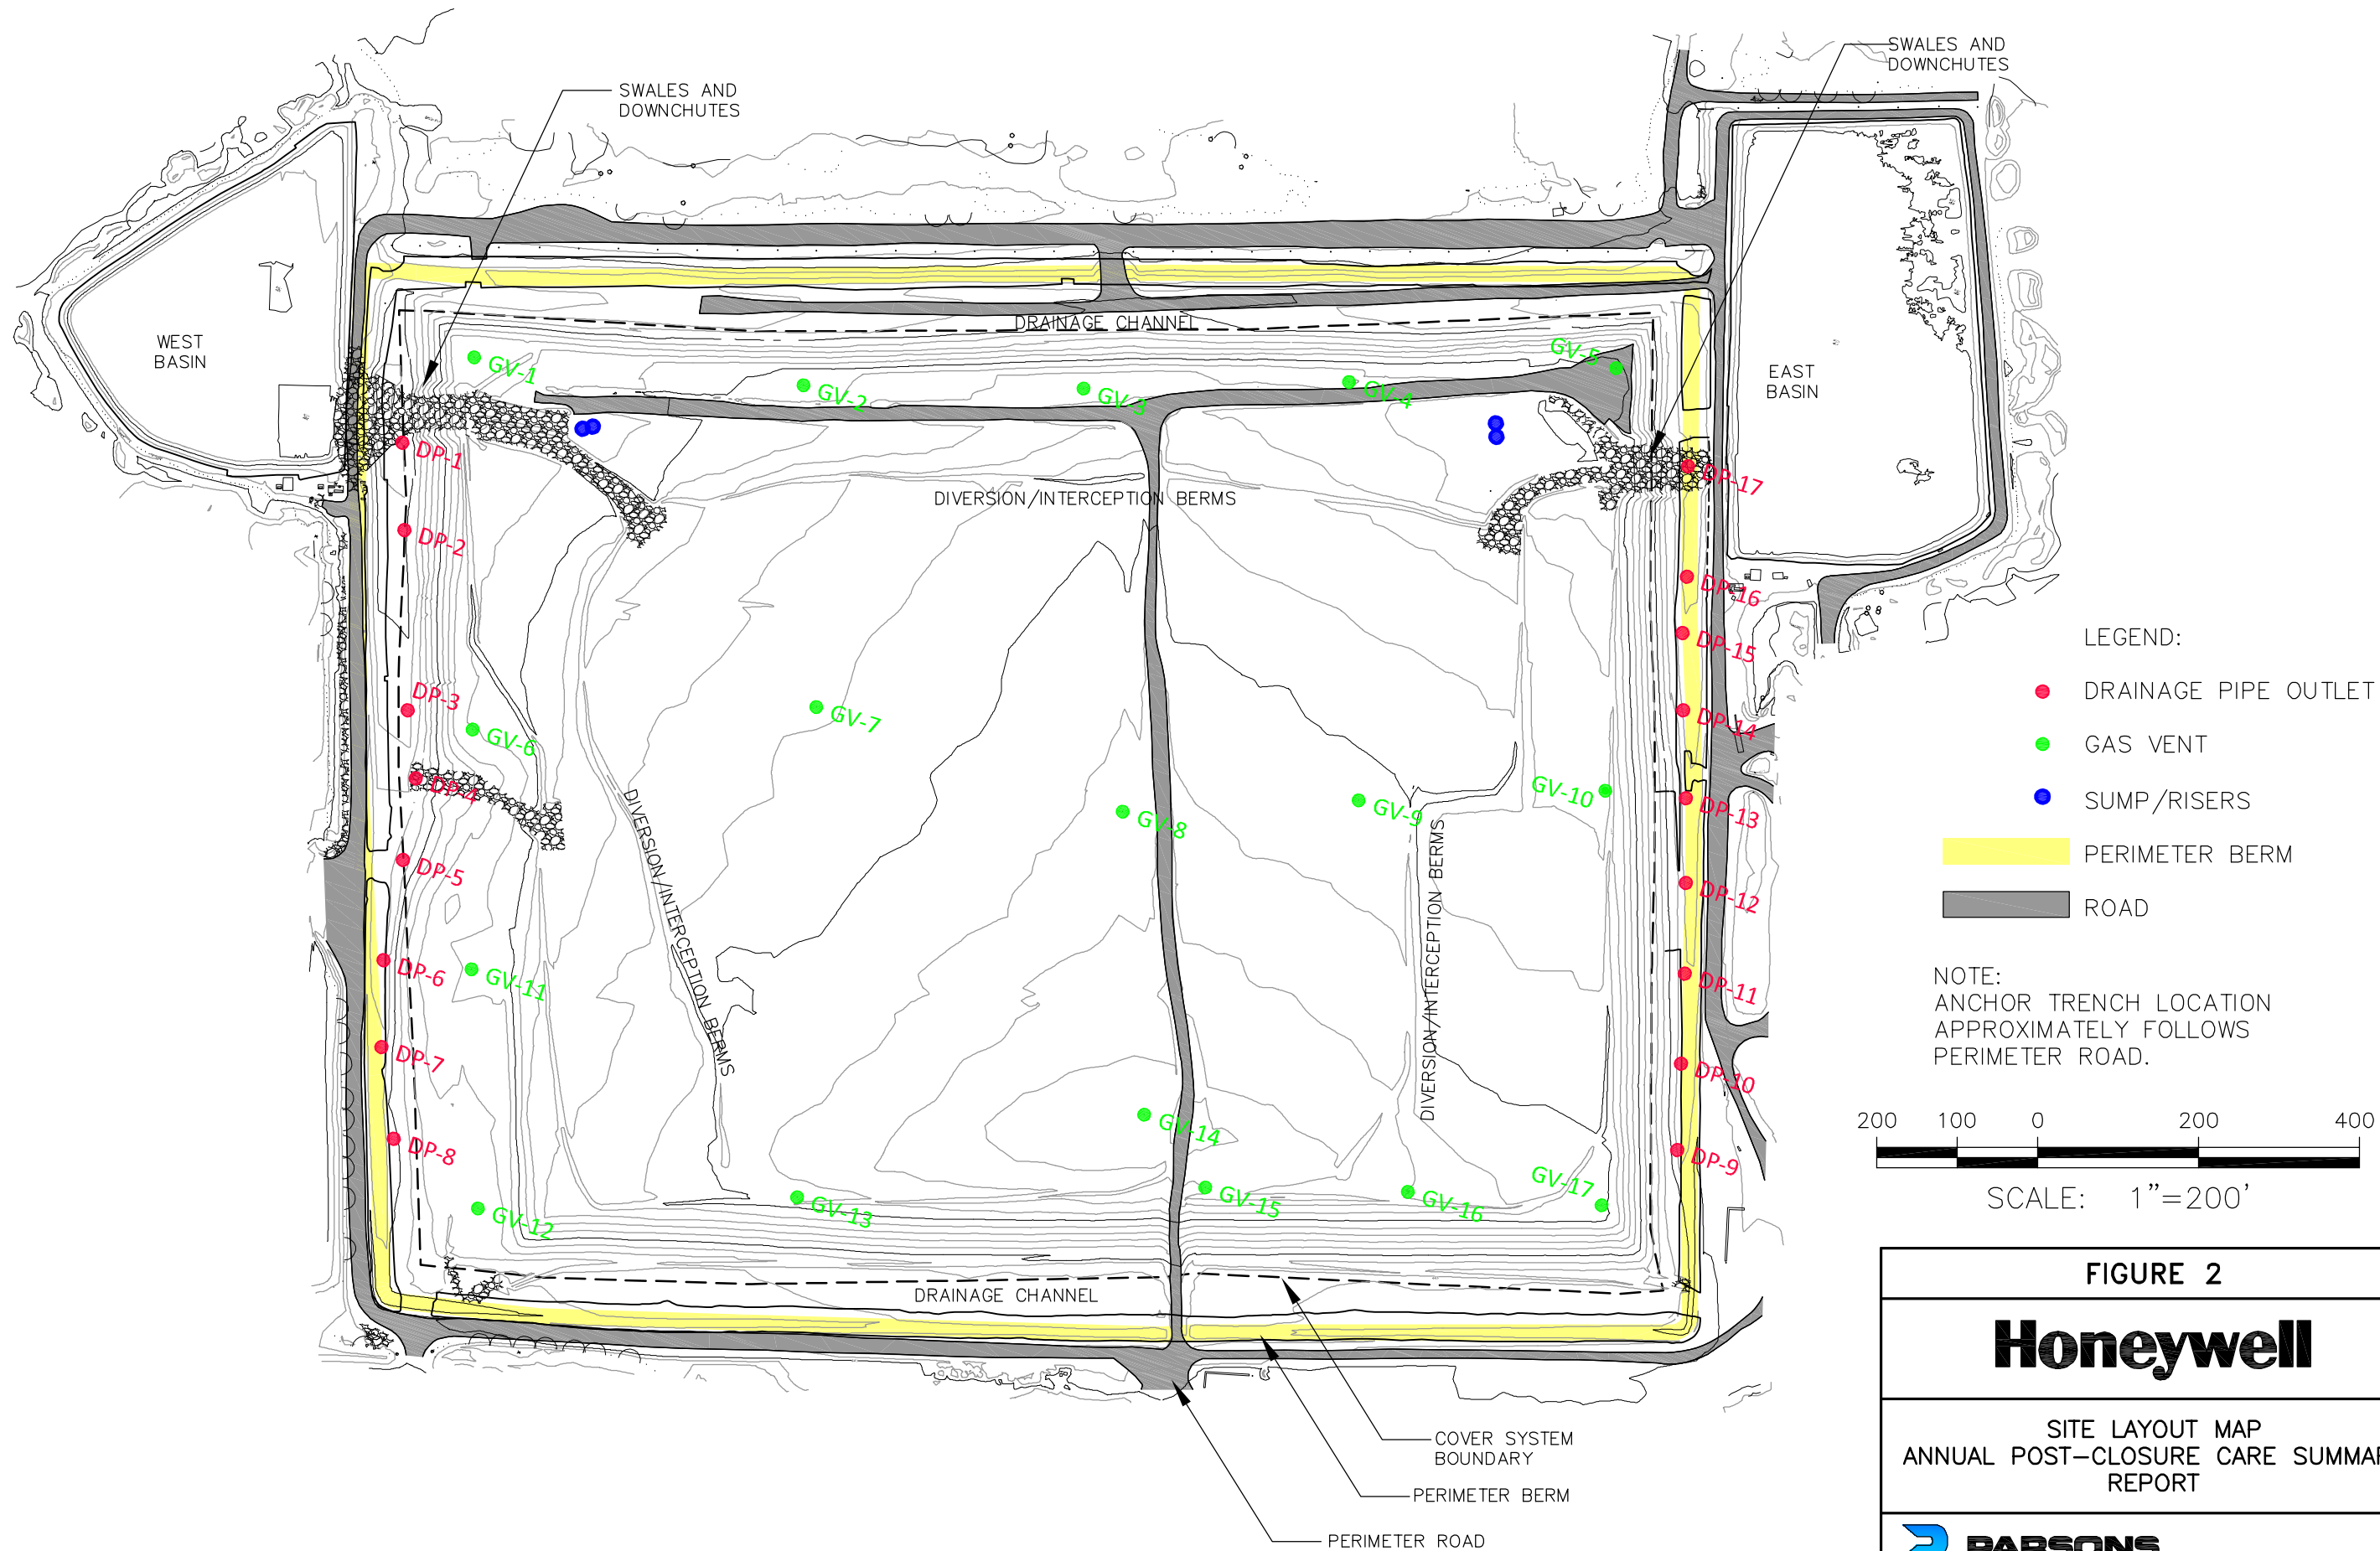 SWALES AND
DOWNCHUTES
SWALES AND
DOWNCHUTES
WEST
BASIN
EAST
BASIN
DRAINAGE CHANNEL
GV-1
GV-2
GV-3
GV-4
GV-5
DP-1
DP-17
DIVERSION/INTERCEPTION BERMS
DP-2
DP-16
DP-15
DP-3
DP-14
GV-6
GV-7
DP-4
GV-8
GV-9
GV-10
DP-13
DIVERSION/INTERCEPTION BERMS
DIVERSION/INTERCEPTION BERMS
DP-5
DP-12
DP-6
GV-11
DP-11
DP-7
DP-10
DP-8
GV-14
DP-9
GV-12
GV-13
GV-15
GV-16
GV-17
DRAINAGE CHANNEL
COVER SYSTEM
BOUNDARY
PERIMETER BERM
PERIMETER ROAD
LEGEND:
DRAINAGE PIPE OUTLET
GAS VENT
SUMP/RISERS
PERIMETER BERM
ROAD
NOTE:
ANCHOR TRENCH LOCATION
APPROXIMATELY FOLLOWS
PERIMETER ROAD.
200 100 0 200 400
SCALE: 1"=200'
FIGURE 2
Honeywell
SITE LAYOUT MAP
ANNUAL POST-CLOSURE CARE SUMMAR
REPORT
PARSONS